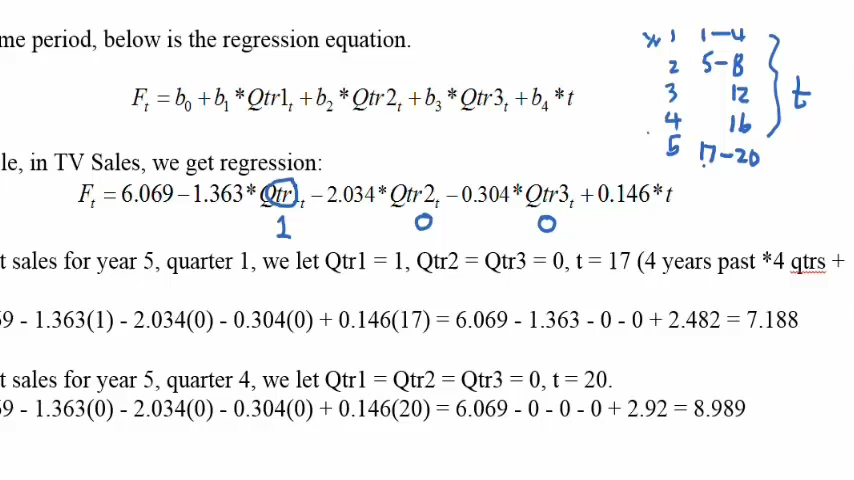 me period, below is the regression equation.
yr 1 1-4
2 5-8
3 12
4 16
5 17-20
t
F_t = b_0 + b_1 * Qtr1_t + b_2 * Qtr2_t + b_3 * Qtr3_t + b_4 * t
le, in TV Sales, we get regression:
F_t = 6.069 − 1.363 * Qtr1_t − 2.034 * Qtr2_t − 0.304 * Qtr3_t + 0.146 * t
1 0 0
t sales for year 5, quarter 1, we let Qtr1 = 1, Qtr2 = Qtr3 = 0, t = 17 (4 years past *4 qtrs +
69 - 1.363(1) - 2.034(0) - 0.304(0) + 0.146(17) = 6.069 - 1.363 - 0 - 0 + 2.482 = 7.188
t sales for year 5, quarter 4, we let Qtr1 = Qtr2 = Qtr3 = 0, t = 20.
69 - 1.363(0) - 2.034(0) - 0.304(0) + 0.146(20) = 6.069 - 0 - 0 - 0 + 2.92 = 8.989